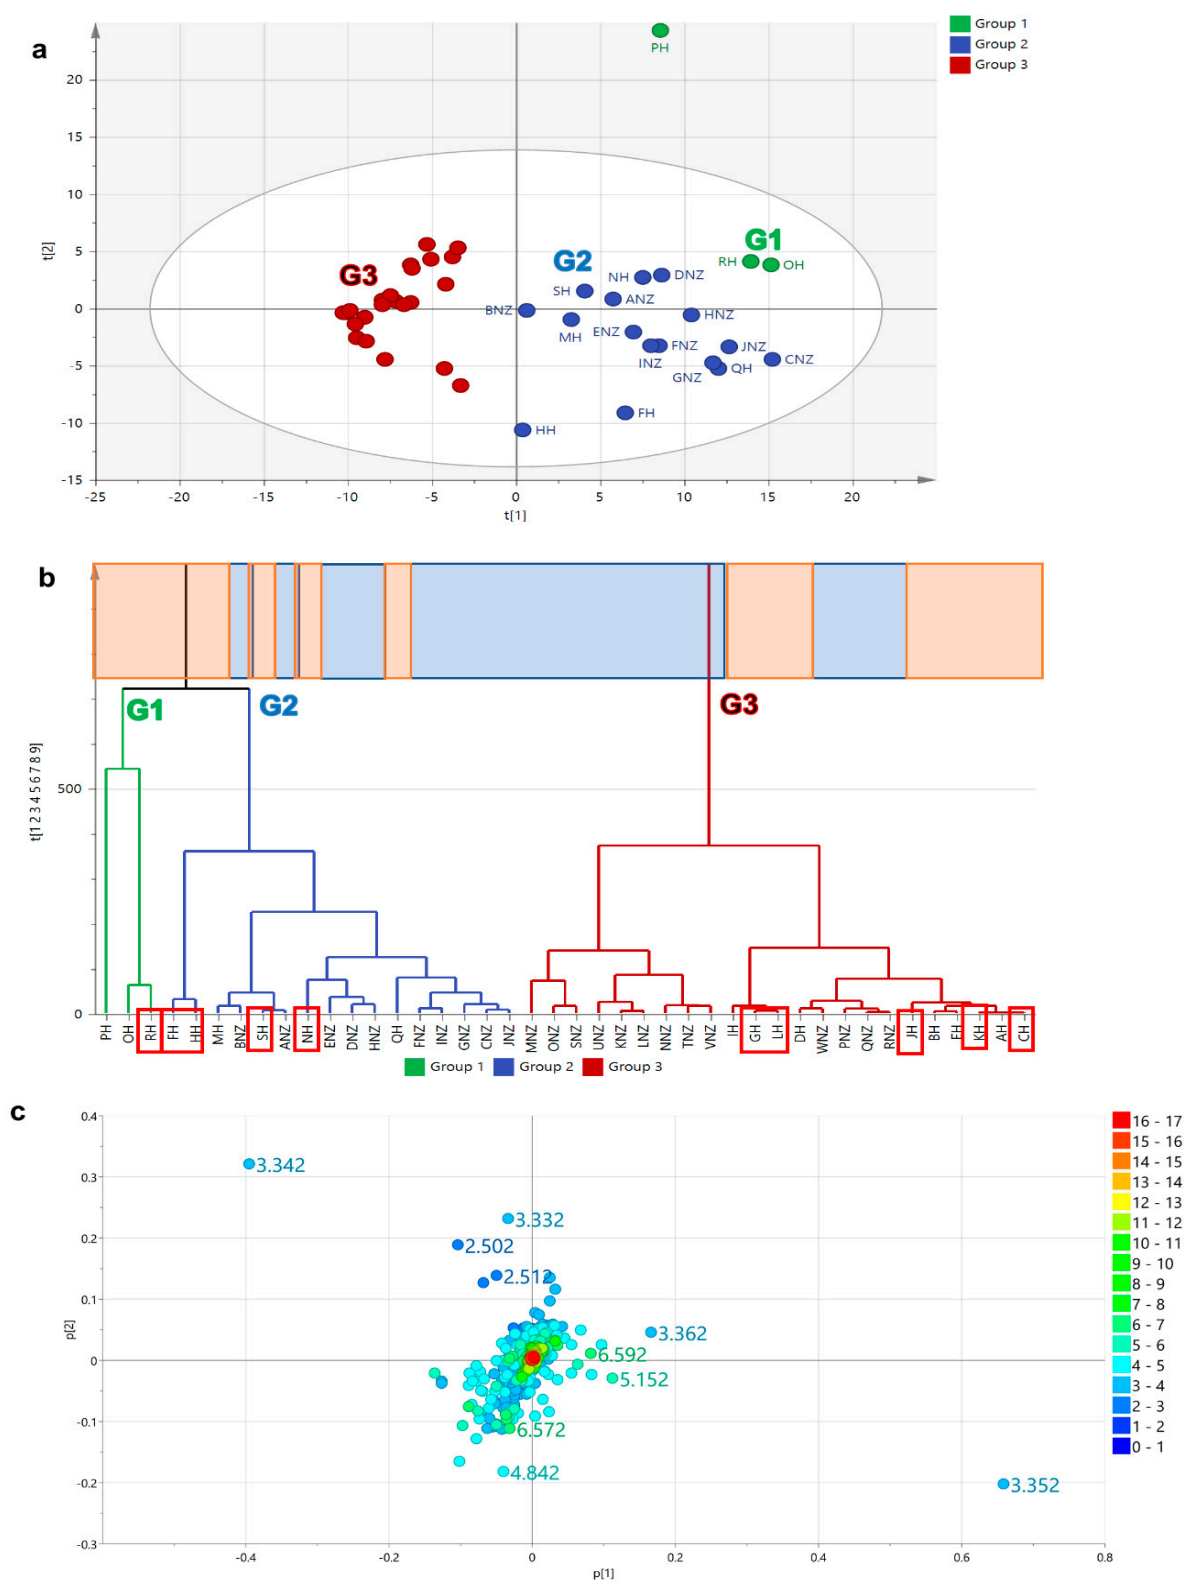 a
Group 1
Group 2
Group 3
PH
20
15
10
5
0
-5
-10
-15
t[2]
G1
RH
OH
G2
G3
NH
DNZ
SH
ANZ
BNZ
HNZ
MH
ENZ
FNZ
JNZ
INZ
CNZ
GNZ
QH
FH
HH
-25
-20
-15
-10
-5
0
5
10
15
20
t[1]
b
G1
G2
G3
t[1 2 3 4 5 6 7 8 9]
500
0
PH
OH
RH
FH
HH
MH
BNZ
SH
ANZ
NH
ENZ
DNZ
HNZ
QH
FNZ
INZ
GNZ
CNZ
JNZ
MNZ
ONZ
SNZ
UNZ
KNZ
LNZ
NNZ
TNZ
VNZ
IH
GH
LH
DH
WNZ
PNZ
QNZ
RNZ
JH
BH
EH
KH
AH
CH
Group 1
Group 2
Group 3
c
0.4
0.3
0.2
0.1
0
-0.1
-0.2
-0.3
p[2]
3.342
3.332
2.502
2.512
3.362
6.592
5.152
6.572
4.842
3.352
16 - 17
15 - 16
14 - 15
13 - 14
12 - 13
11 - 12
10 - 11
9 - 10
8 - 9
7 - 8
6 - 7
5 - 6
4 - 5
3 - 4
2 - 3
1 - 2
0 - 1
-0.4
-0.2
0
0.2
0.4
0.6
0.8
p[1]